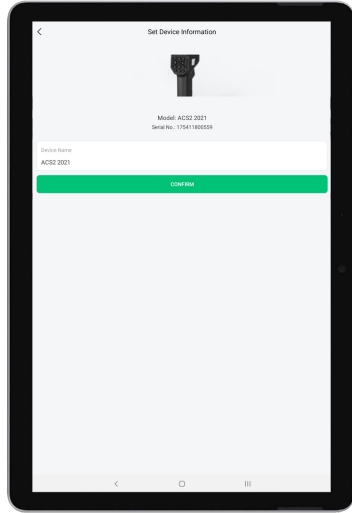 Set Device Information
Model: ACS2 2021
Serial No.: 175411800559
Device Name
ACS2 2021
CONFIRM